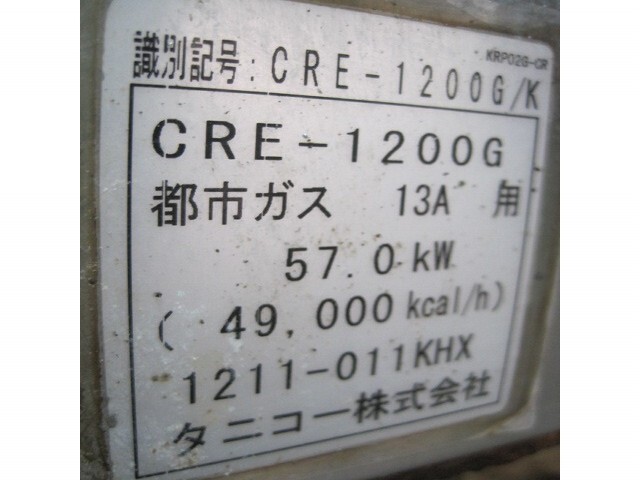 KRP02G-CR
識別記号:CRE-1200G/K
CRE-1200G
都市ガス 13A 用
57.0kW
( 49,000kcal/h)
1211-011KHX
タニコー株式会社